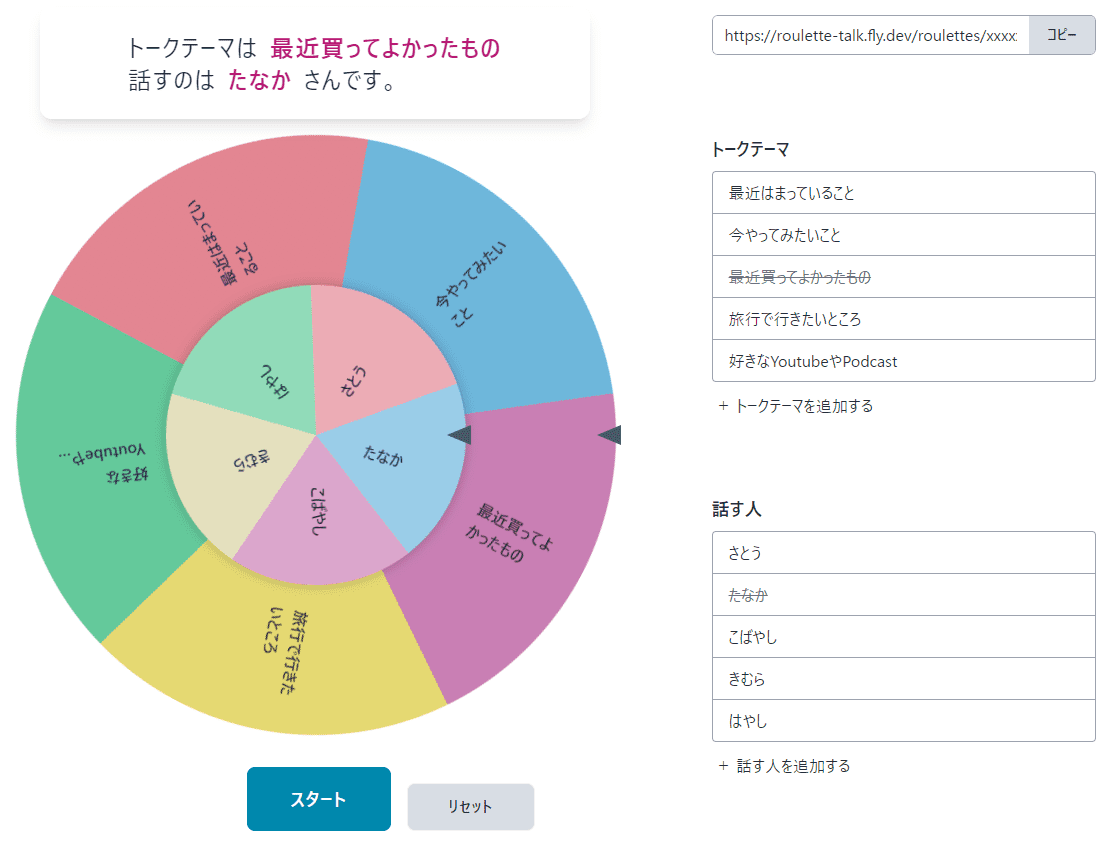 トークテーマは 最近買ってよかったもの
話すのは たなか さんです。
最近はまってい
ること
今やってみたい
こと
最近買ってよ
かったもの
旅行で行きた
いところ
好きな
Youtubeや...
さとう
たなか
こばやし
きむら
はやし
スタート
リセット
https://roulette-talk.fly.dev/roulettes/xxxx
コピー
トークテーマ
最近はまっていること
今やってみたいこと
最近買ってよかったもの
旅行で行きたいところ
好きなYoutubeやPodcast
+ トークテーマを追加する
話す人
さとう
たなか
こばやし
きむら
はやし
+ 話す人を追加する